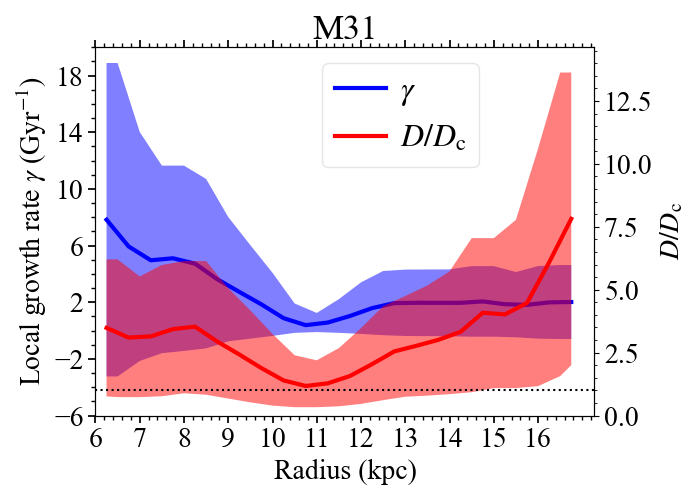 M31
γ
D/Dc
Local growth rate γ (Gyr⁻¹)
18
14
10
6
2
−2
−6
12.5
10.0
7.5
5.0
2.5
0.0
D/Dc
6 7 8 9 10 11 12 13 14 15 16
Radius (kpc)